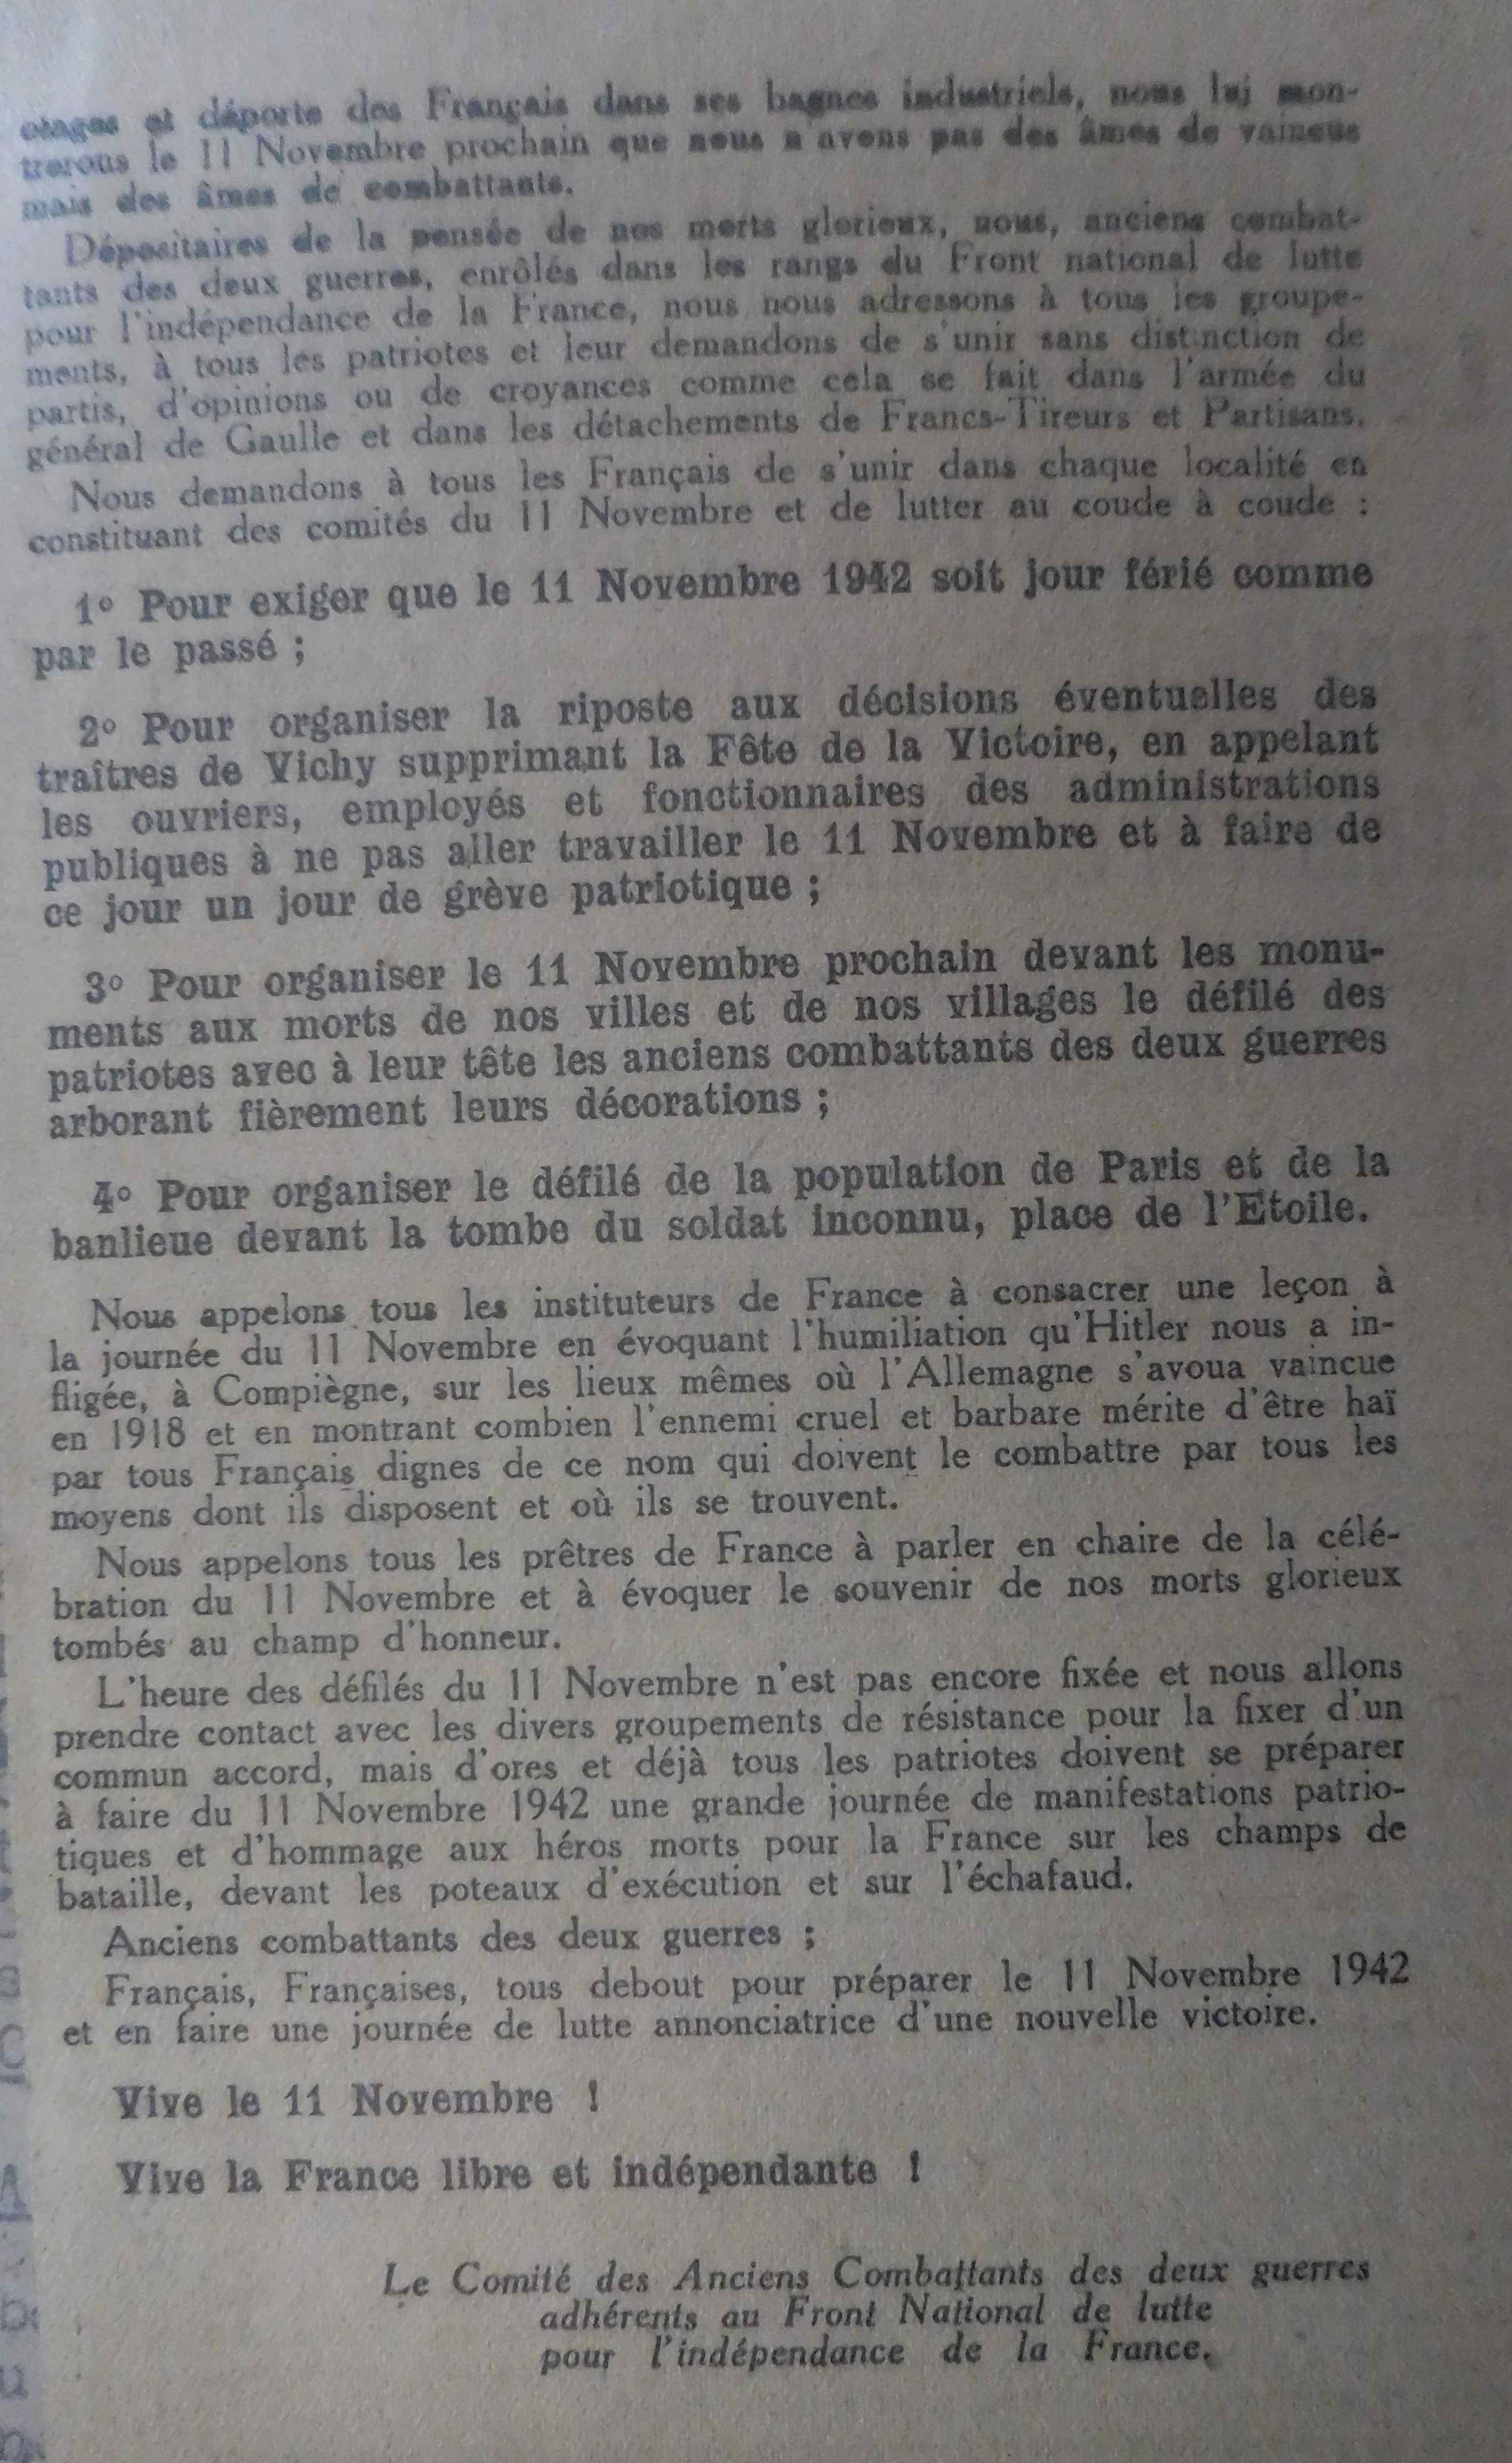 otages et déporte des Français dans ses bagnes industriels, nous lui mon-
trerons le 11 Novembre prochain que nous n'avons pas des âmes de vaincus
mais des âmes de combattants.
Dépositaires de la pensée de nos morts glorieux, nous, anciens combat-
tants des deux guerres, enrôlés dans les rangs du Front national de lutte
pour l'indépendance de la France, nous nous adressons à tous les groupe-
ments, à tous les patriotes et leur demandons de s'unir sans distinction de
partis, d'opinions ou de croyances comme cela se fait dans l'armée du
général de Gaulle et dans les détachements de Francs-Tireurs et Partisans.
Nous demandons à tous les Français de s'unir dans chaque localité en
constituant des comités du 11 Novembre et de lutter au coude à coude :
1° Pour exiger que le 11 Novembre 1942 soit jour férié comme
par le passé ;
2° Pour organiser la riposte aux décisions éventuelles des
traîtres de Vichy supprimant la Fête de la Victoire, en appelant
les ouvriers, employés et fonctionnaires des administrations
publiques à ne pas aller travailler le 11 Novembre et à faire de
ce jour un jour de grève patriotique ;
3° Pour organiser le 11 Novembre prochain devant les monu-
ments aux morts de nos villes et de nos villages le défilé des
patriotes avec à leur tête les anciens combattants des deux guerres
arborant fièrement leurs décorations ;
4° Pour organiser le défilé de la population de Paris et de la
banlieue devant la tombe du soldat inconnu, place de l'Etoile.
Nous appelons tous les instituteurs de France à consacrer une leçon à
la journée du 11 Novembre en évoquant l'humiliation qu'Hitler nous a in-
fligée, à Compiègne, sur les lieux mêmes où l'Allemagne s'avoua vaincue
en 1918 et en montrant combien l'ennemi cruel et barbare mérite d'être haï
par tous Français dignes de ce nom qui doivent le combattre par tous les
moyens dont ils disposent et où ils se trouvent.
Nous appelons tous les prêtres de France à parler en chaire de la célé-
bration du 11 Novembre et à évoquer le souvenir de nos morts glorieux
tombés au champ d'honneur.
L'heure des défilés du 11 Novembre n'est pas encore fixée et nous allons
prendre contact avec les divers groupements de résistance pour la fixer d'un
commun accord, mais d'ores et déjà tous les patriotes doivent se préparer
à faire du 11 Novembre 1942 une grande journée de manifestations patrio-
tiques et d'hommage aux héros morts pour la France sur les champs de
bataille, devant les poteaux d'exécution et sur l'échafaud.
Anciens combattants des deux guerres ;
Français, Françaises, tous debout pour préparer le 11 Novembre 1942
et en faire une journée de lutte annonciatrice d'une nouvelle victoire.
Vive le 11 Novembre !
Vive la France libre et indépendante !
Le Comité des Anciens Combattants des deux guerres
adhérents au Front National de lutte
pour l'indépendance de la France.